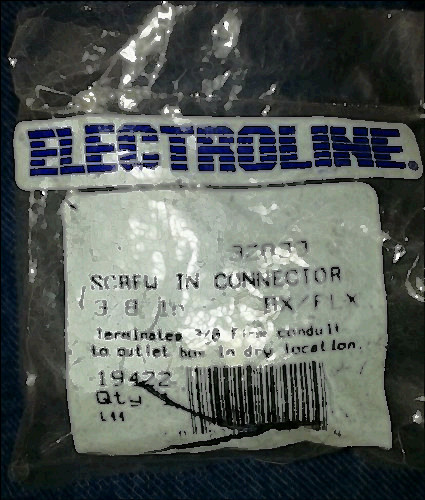 ELECTROLINE
SCREW IN CONNECTOR
3/8 In BX/FLX
Terminates 3/8 Flex conduit
to outlet box in dry location.
19472
Qty